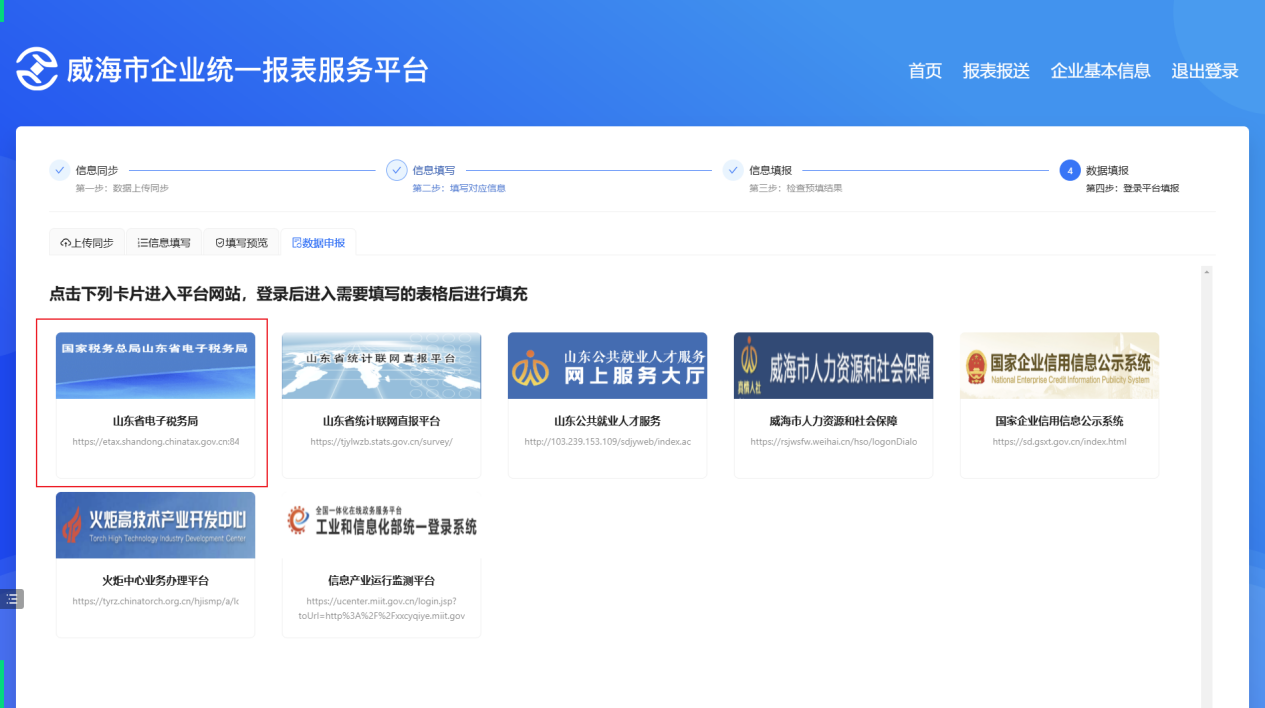 威海市企业统一报表服务平台
首页 报表报送 企业基本信息 退出登录
信息同步
第一步：数据上传同步
信息填写
第二步：填写对应信息
信息填报
第三步：检查预填结果
4
数据填报
第四步：登录平台填报
上传同步 信息填写 填写预览 数据申报
点击下列卡片进入平台网站，登录后进入需要填写的表格后进行填充
国家税务总局山东省电子税务局
山东省电子税务局
https://etax.shandong.chinatax.gov.cn:84
山东省统计联网直报平台
山东省统计联网直报平台
https://tjylwzb.stats.gov.cn/survey/
山东公共就业人才服务
网上服务大厅
山东公共就业人才服务
http://103.239.153.109/sdjyweb/index.ac
真情人社
威海市人力资源和社会保障
威海市人力资源和社会保障
https://rsjwsfw.weihai.cn/hso/logonDialo
国家企业信用信息公示系统
National Enterprise Credit Information Publicity System
国家企业信用信息公示系统
https://sd.gsxt.gov.cn/index.html
火炬高技术产业开发中心
Torch High Technology Industry Development Center
火炬中心业务办理平台
https://tyrz.chinatorch.org.cn/hjismp/a/lc
全国一体化在线政务服务平台
工业和信息化部统一登录系统
信息产业运行监测平台
https://ucenter.miit.gov.cn/login.jsp?
toUrl=http%3A%2F%2Fxxcyqiye.miit.gov